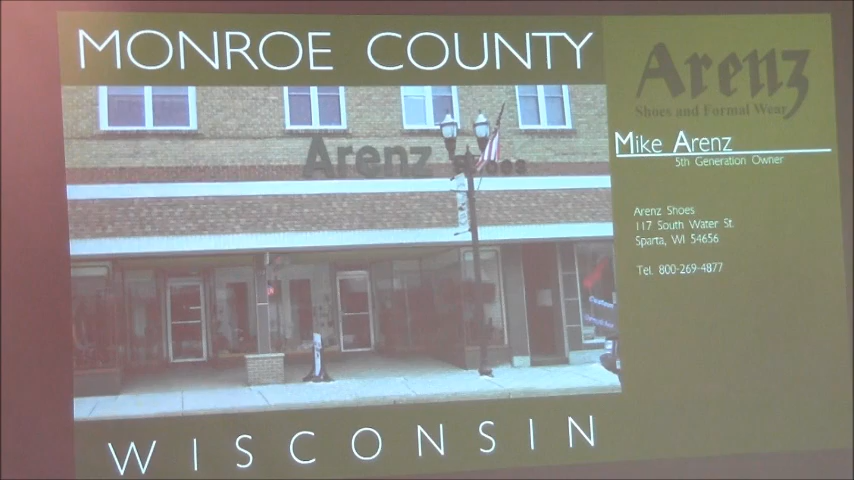 MONROE COUNTY
Arenz
Shoes and Formal Wear
Mike Arenz
5th Generation Owner
Arenz Shoes
117 South Water St.
Sparta, WI 54656
Tel. 800-269-4877
Arenz Shoes
WISCONSIN